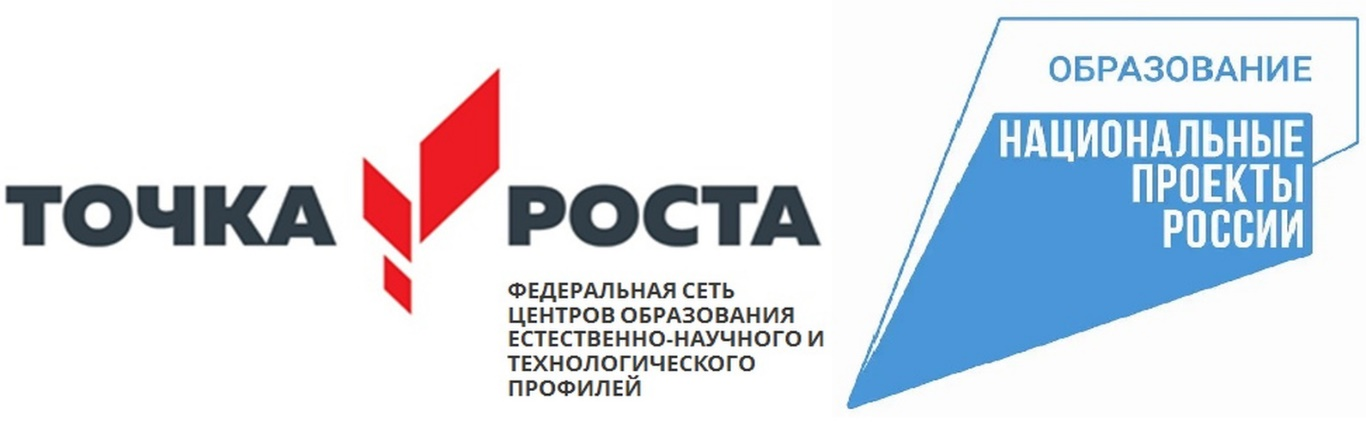 ТОЧКА РОСТА
ФЕДЕРАЛЬНАЯ СЕТЬ
ЦЕНТРОВ ОБРАЗОВАНИЯ
ЕСТЕСТВЕННО-НАУЧНОГО И
ТЕХНОЛОГИЧЕСКОГО
ПРОФИЛЕЙ
ОБРАЗОВАНИЕ
НАЦИОНАЛЬНЫЕ
ПРОЕКТЫ
РОССИИ